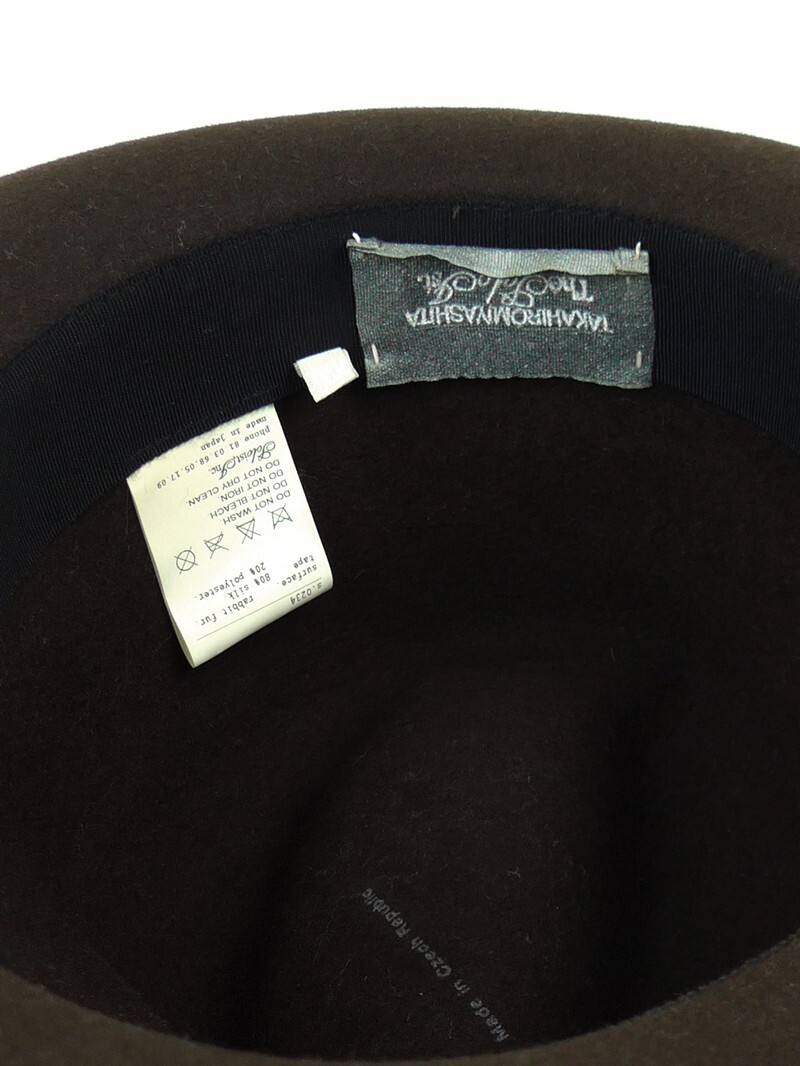 TAKAHIROMIYASHITA
TheSoloIst.
s.0234
surface. rabbit fur.
tape 80% silk.
20% polyester.
DO NOT WASH.
DO NOT BLEACH.
DO NOT IRON.
DO NOT DRY CLEAN.
Soloist,Inc.
phone 81 03 68.05.17.09
made in Japan
Made in Czech Republic